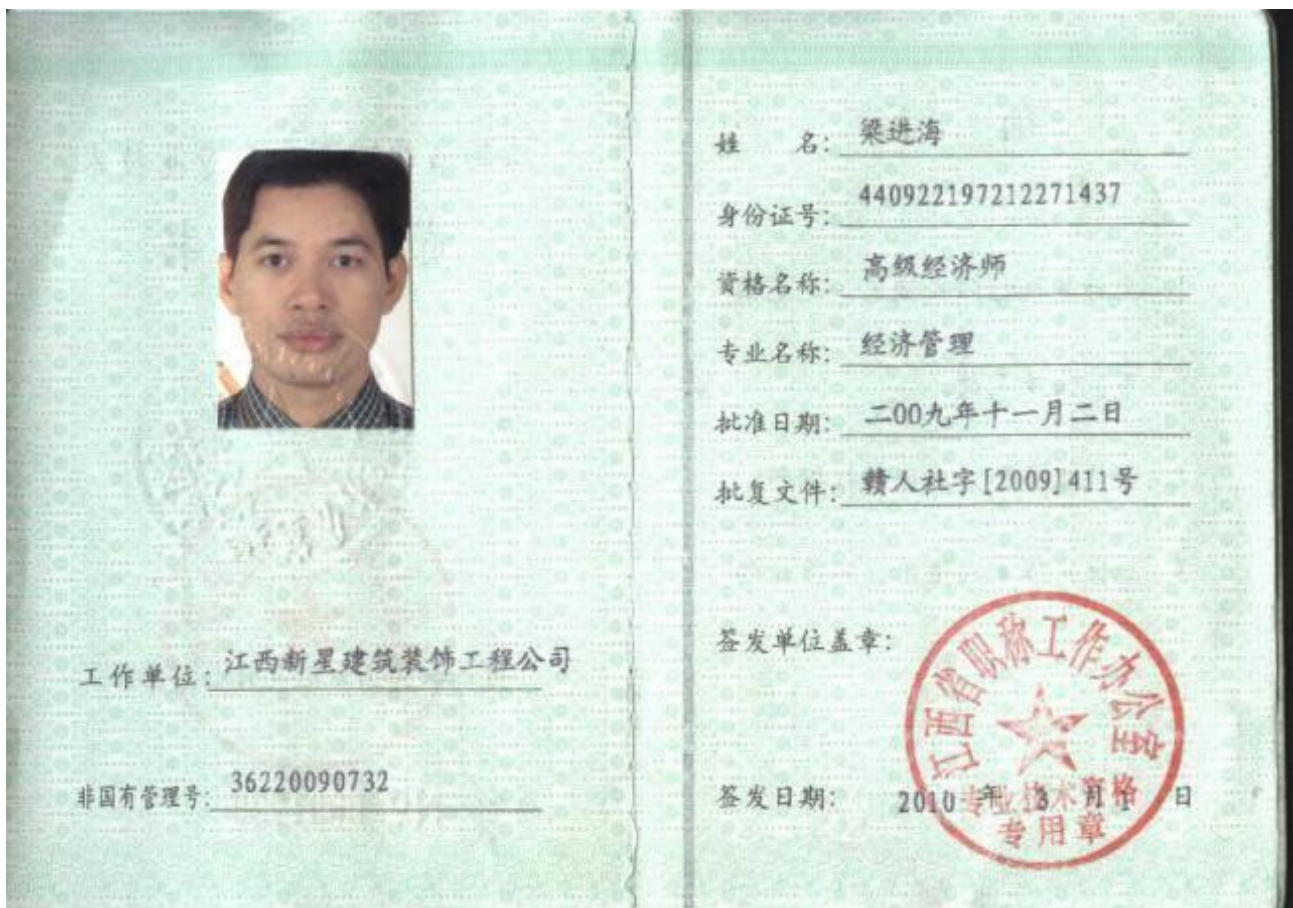 工作单位: 江西新星建筑装饰工程公司
非国有管理号: 36220090732
姓 名: 梁进海
身份证号: 440922197212271437
资格名称: 高级经济师
专业名称: 经济管理
批准日期: 二00九年十一月二日
批复文件: 赣人社字[2009]411号
签发单位盖章:
江西省职称工作办公室
专业技术资格
专用章
签发日期: 2010 年 3 月 1 日